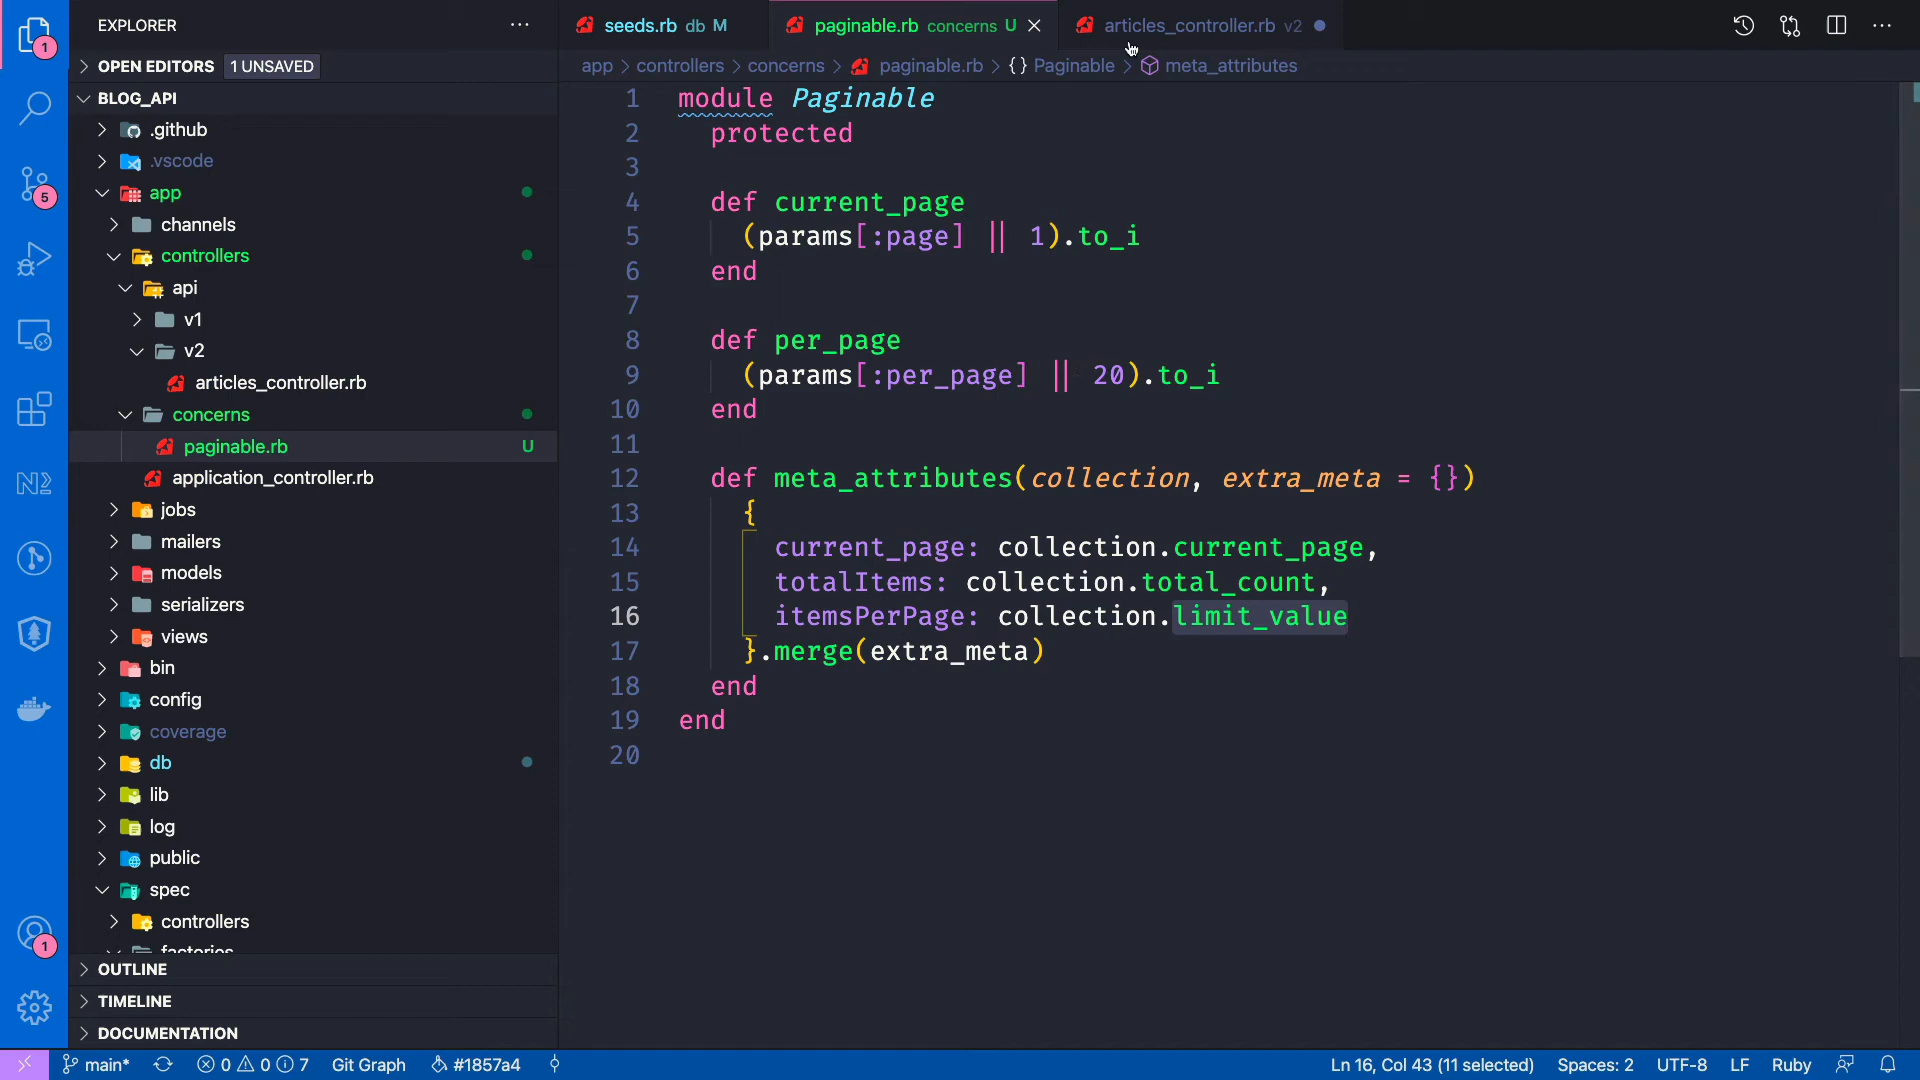 EXPLORER
OPEN EDITORS 1 UNSAVED
BLOG_API
.github
.vscode
app
channels
controllers
api
v1
v2
articles_controller.rb
concerns
paginable.rb U
application_controller.rb
jobs
mailers
models
serializers
views
bin
config
coverage
db
lib
log
public
spec
controllers
factories
OUTLINE
TIMELINE
DOCUMENTATION
1
5
1
seeds.rb db M paginable.rb concerns U articles_controller.rb v2
app > controllers > concerns > paginable.rb > {} Paginable > meta_attributes
1 module Paginable
2   protected
3
4   def current_page
5     (params[:page] || 1).to_i
6   end
7
8   def per_page
9     (params[:per_page] || 20).to_i
10   end
11
12   def meta_attributes(collection, extra_meta = {})
13     {
14       current_page: collection.current_page,
15       totalItems: collection.total_count,
16       itemsPerPage: collection.limit_value
17     }.merge(extra_meta)
18   end
19 end
20
main* 0 0 7 Git Graph #1857a4 Ln 16, Col 43 (11 selected) Spaces: 2 UTF-8 LF Ruby